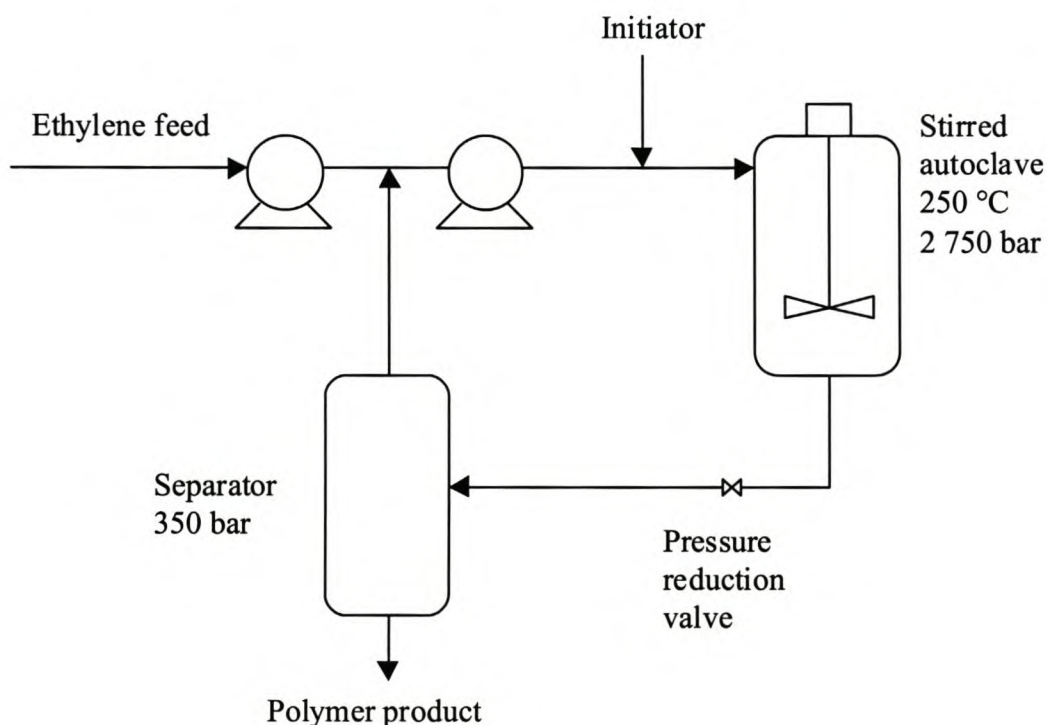 Initiator
Ethylene feed
Stirred
autoclave
250 °C
2 750 bar
Separator
350 bar
Pressure
reduction
valve
Polymer product